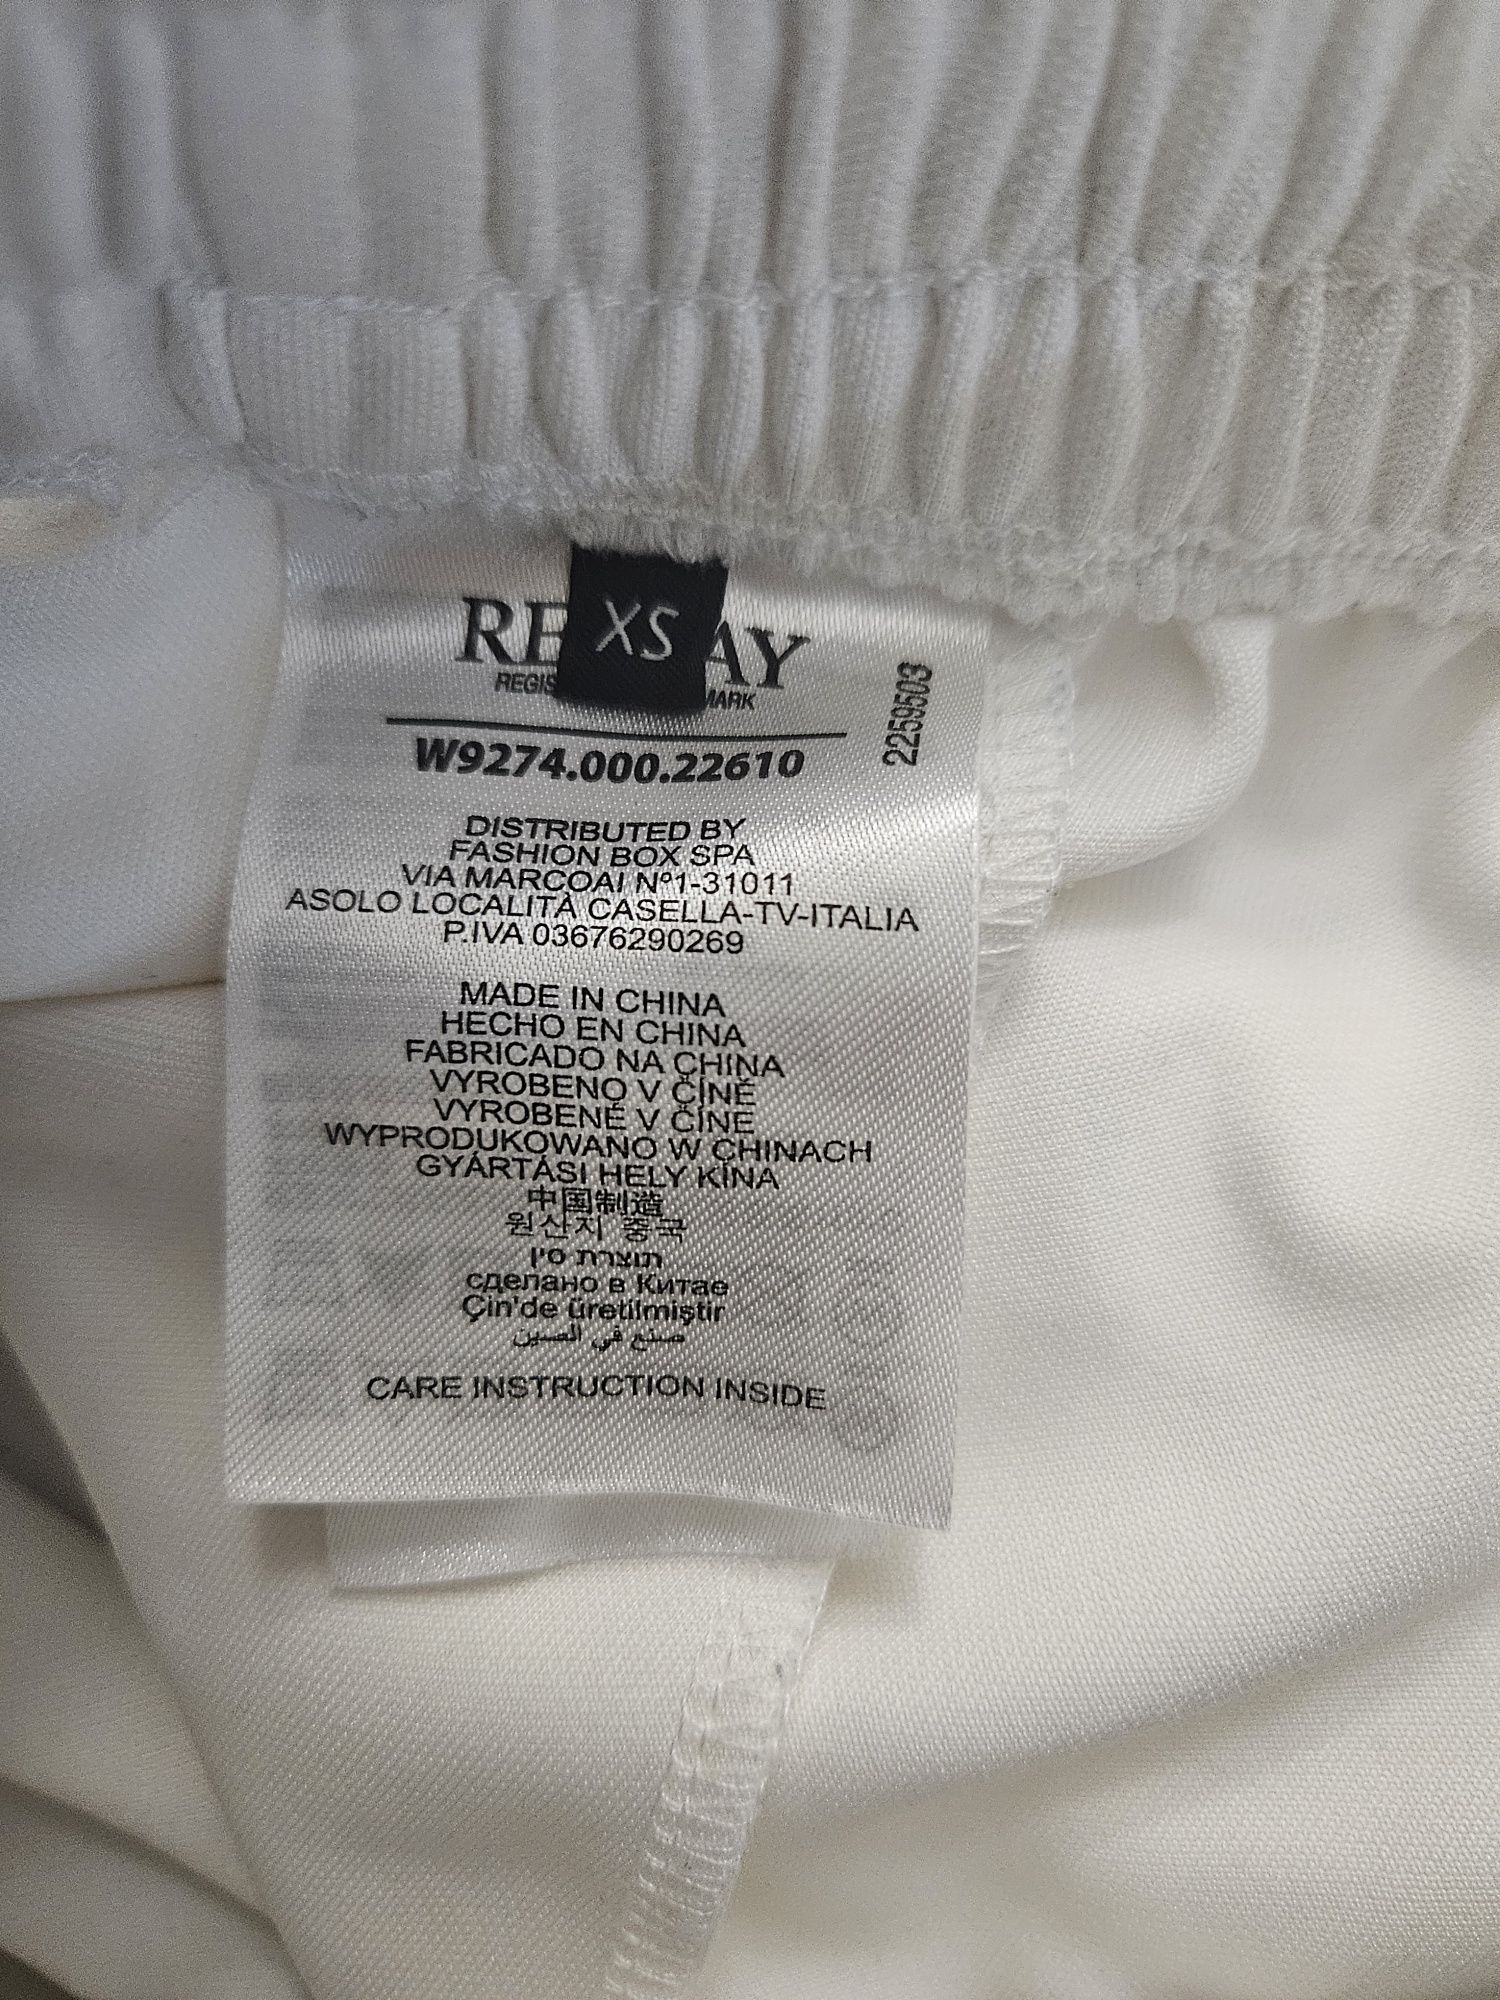 XS
RE AY
REGIS MARK
W9274.000.22610
2259503
DISTRIBUTED BY
FASHION BOX SPA
VIA MARCOAI Nº1-31011
ASOLO LOCALITÀ CASELLA-TV-ITALIA
P.IVA 03676290269
MADE IN CHINA
HECHO EN CHINA
FABRICADO NA CHINA
VYROBENO V ČÍNĚ
VYROBENÉ V ČÍNE
WYPRODUKOWANO W CHINACH
GYÁRTÁSI HELY KÍNA
中国制造
원산지 중국
תוצרת סין
сделано в Китае
Çin'de üretilmiştir
صنع في الصين
CARE INSTRUCTION INSIDE